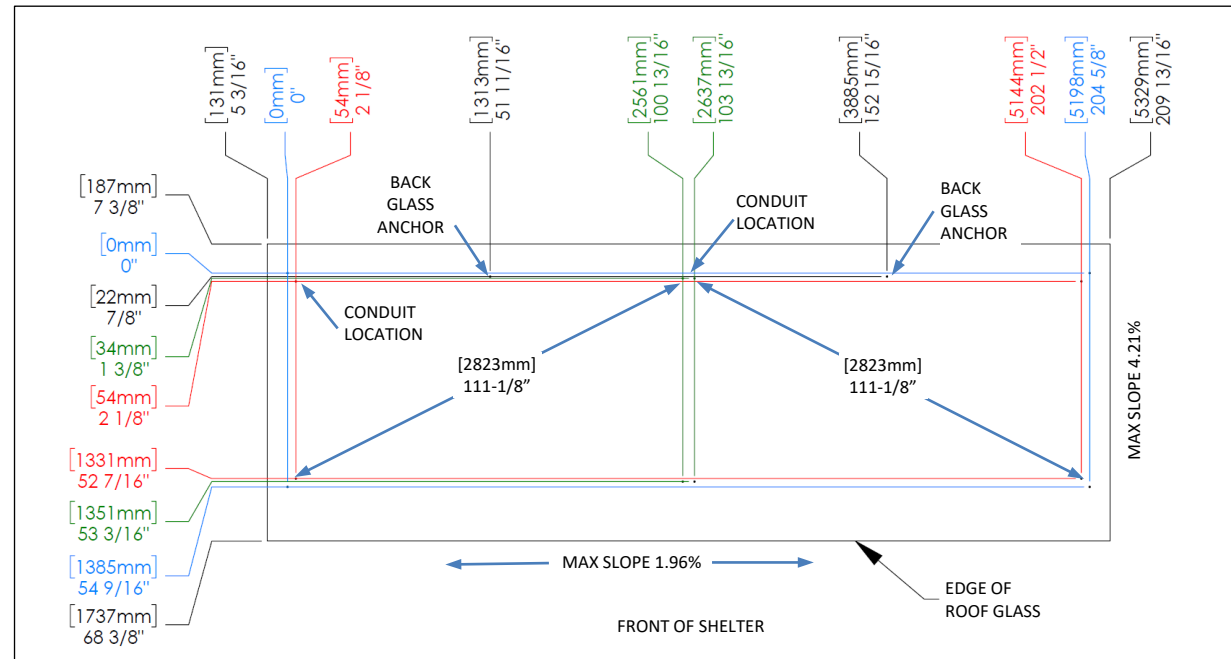 [131mm]
5 3/16"
[0mm]
0"
[54mm]
2 1/8"
[1313mm]
51 11/16"
[2561mm]
100 13/16"
[2637mm]
103 13/16"
[3885mm]
152 15/16"
[5144mm]
202 1/2"
[5198mm]
204 5/8"
[5329mm]
209 13/16"
[187mm]
7 3/8"
[0mm]
0"
[22mm]
7/8"
[34mm]
1 3/8"
[54mm]
2 1/8"
[1331mm]
52 7/16"
[1351mm]
53 3/16"
[1385mm]
54 9/16"
[1737mm]
68 3/8"
BACK
GLASS
ANCHOR
CONDUIT
LOCATION
BACK
GLASS
ANCHOR
CONDUIT
LOCATION
[2823mm]
111-1/8”
[2823mm]
111-1/8”
MAX SLOPE 4.21%
MAX SLOPE 1.96%
EDGE OF
ROOF GLASS
FRONT OF SHELTER